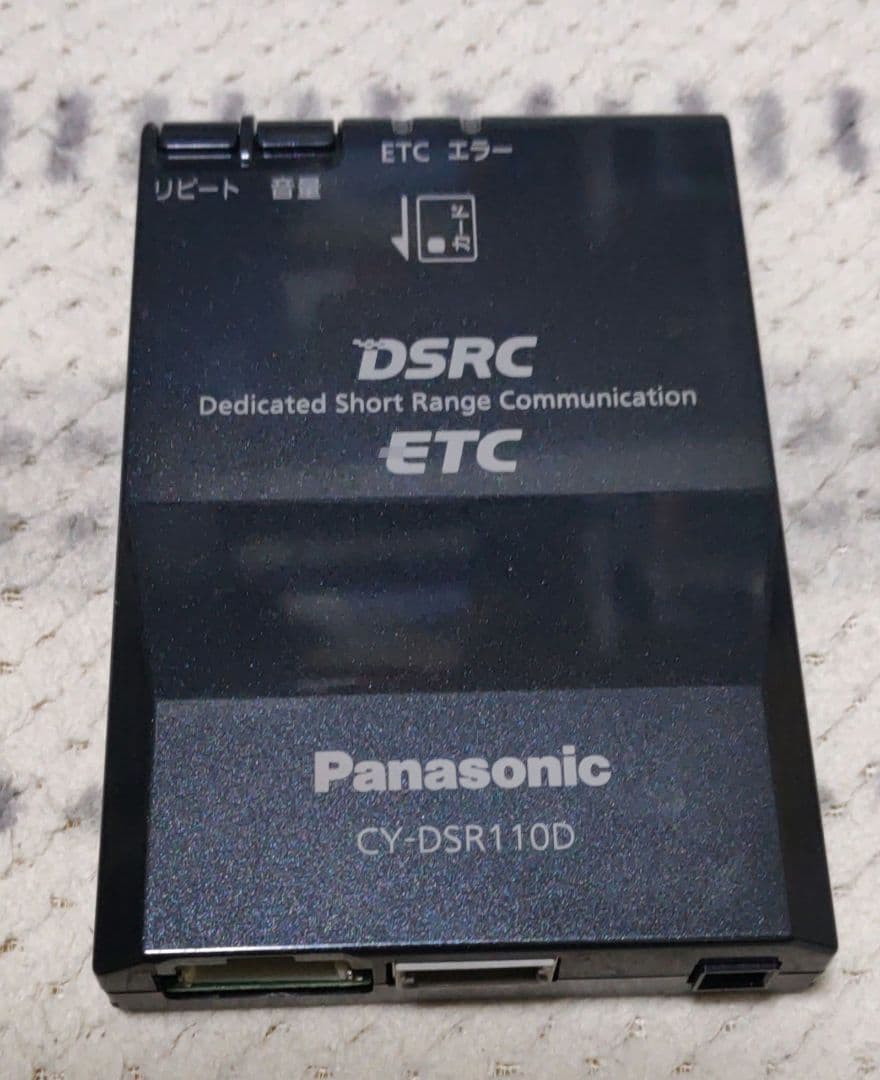 ETC エラー
リピート 音量
カード
DSRC
Dedicated Short Range Communication
ETC
Panasonic
CY-DSR110D